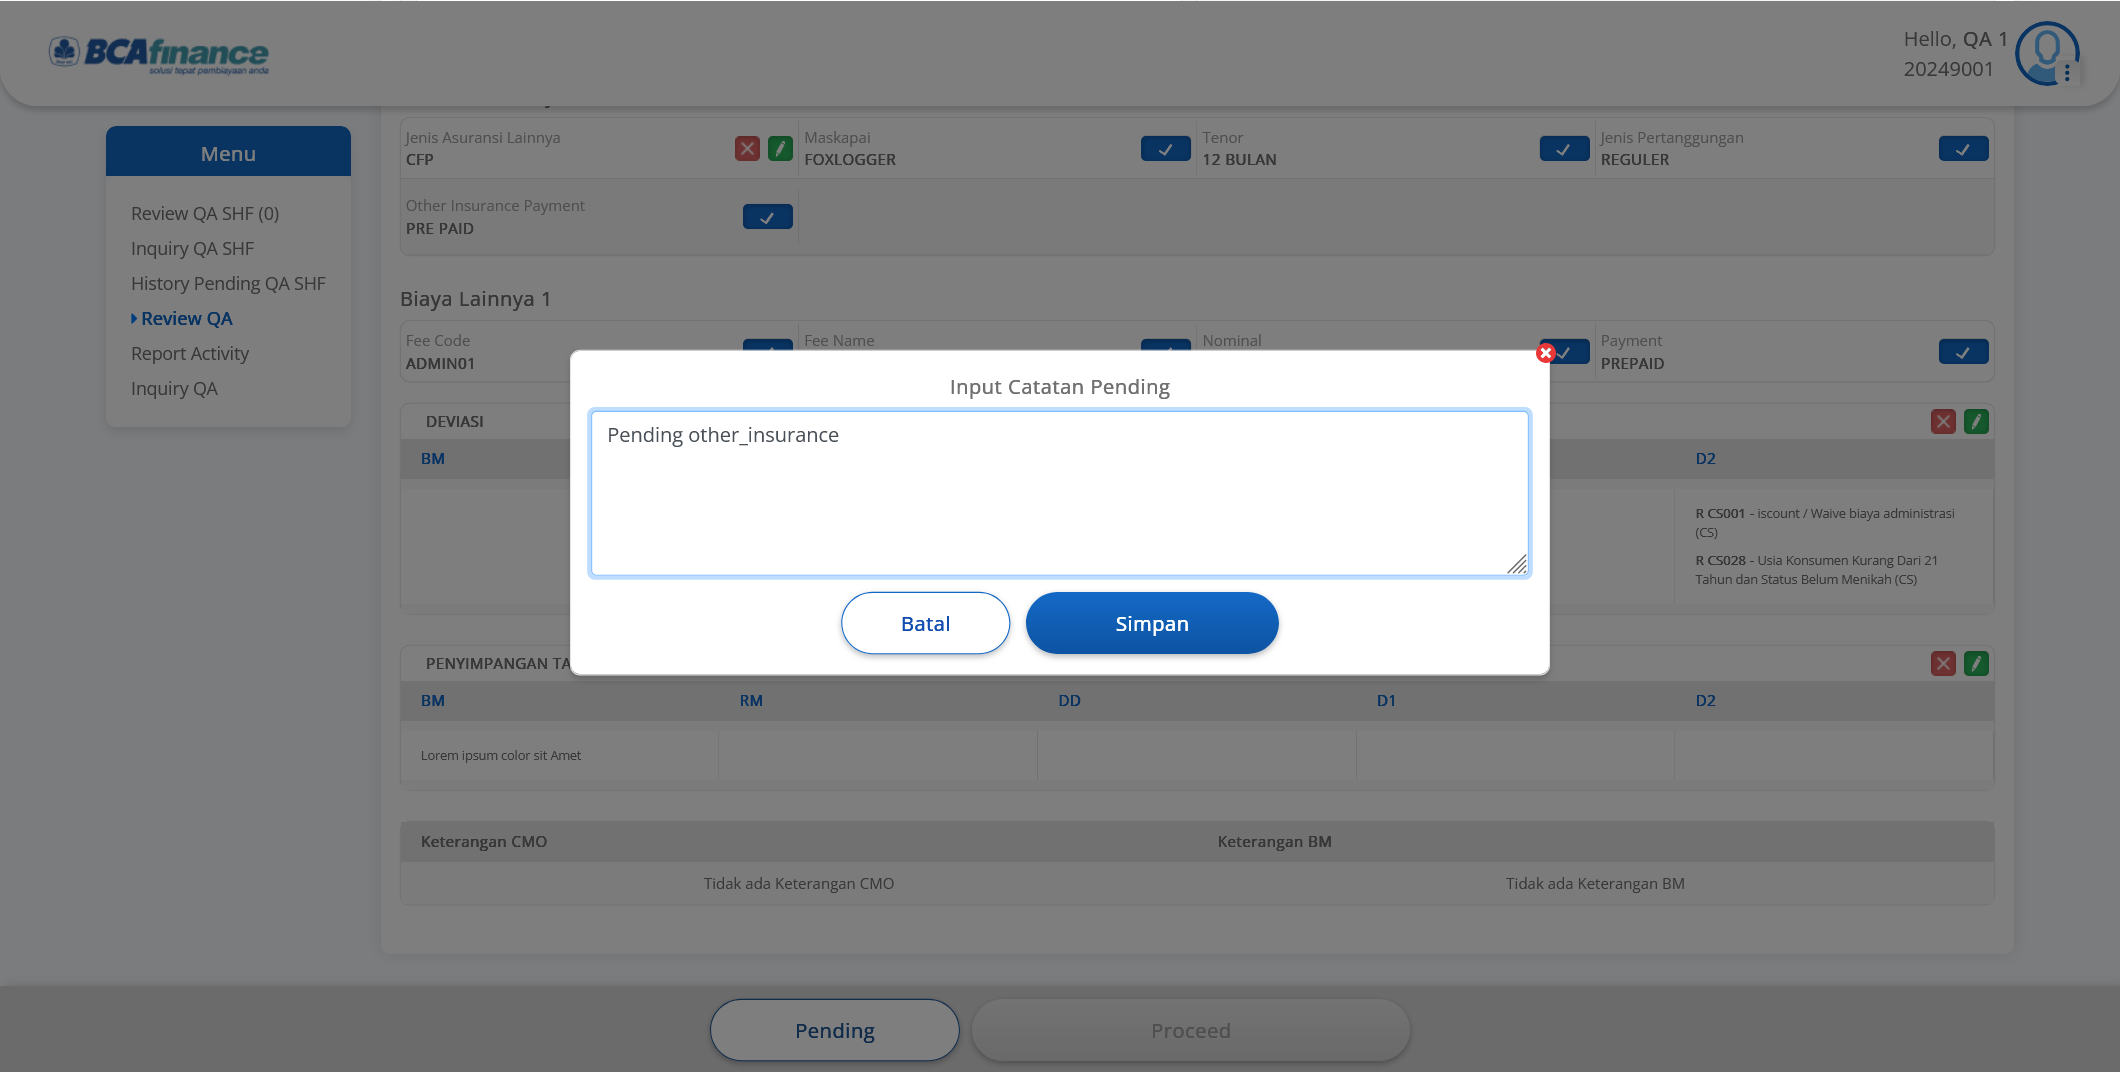 BCAfinance
solusi tepat pembiayaan anda
Hello, QA 1
20249001
Menu
Review QA SHF (0)
Inquiry QA SHF
History Pending QA SHF
Review QA
Report Activity
Inquiry QA
Jenis Asuransi Lainnya
CFP
Maskapai
FOXLOGGER
Tenor
12 BULAN
Jenis Pertanggungan
REGULER
Other Insurance Payment
PRE PAID
Biaya Lainnya 1
Fee Code
ADMIN01
Fee Name
Nominal
Payment
PREPAID
Input Catatan Pending
Pending other_insurance
Batal
Simpan
DEVIASI
BM
D2
R CS001 - iscount / Waive biaya administrasi
(CS)
R CS028 - Usia Konsumen Kurang Dari 21
Tahun dan Status Belum Menikah (CS)
PENYIMPANGAN TA
BM
RM
DD
D1
D2
Lorem ipsum color sit Amet
Keterangan CMO
Keterangan BM
Tidak ada Keterangan CMO
Tidak ada Keterangan BM
Pending
Proceed